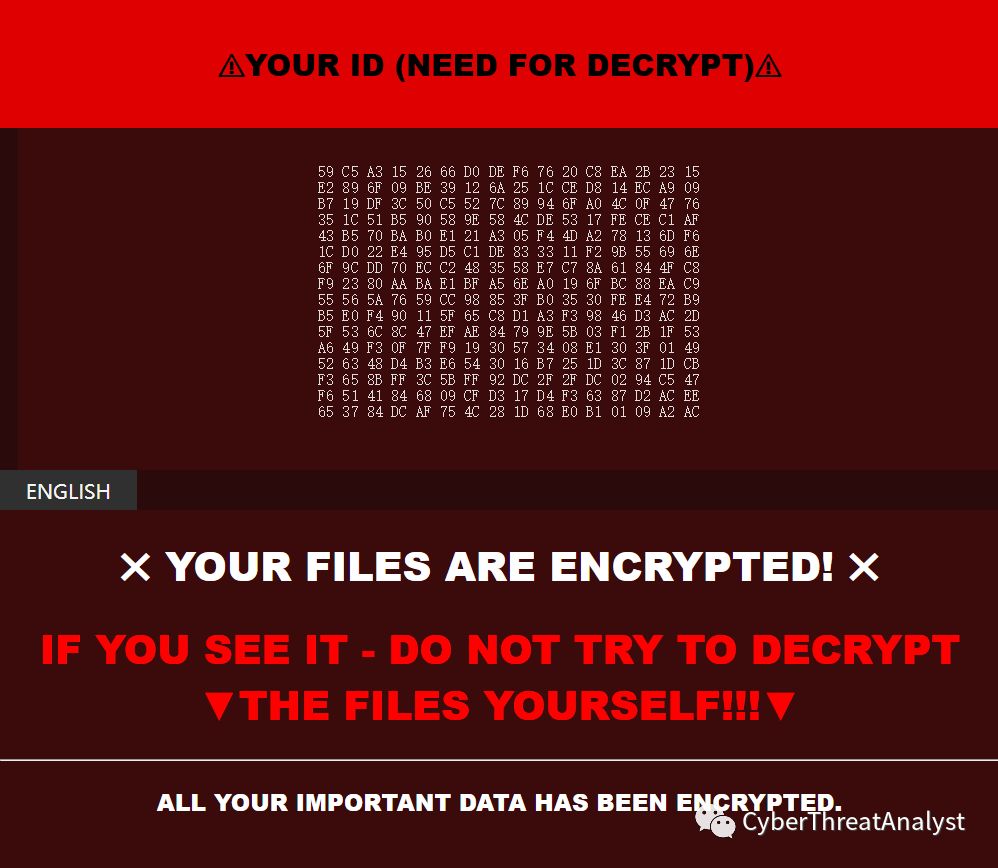 ⚠YOUR ID (NEED FOR DECRYPT)⚠
59 C5 A3 15 26 66 D0 DE F6 76 20 C8 EA 2B 23 15
E2 89 6F 09 BE 39 12 6A 25 1C CE D8 14 EC A9 09
B7 19 DF 3C 50 C5 52 7C 89 94 6F A0 4C 0F 47 76
35 1C 51 B5 90 58 9E 58 4C DE 53 17 FE CE C1 AF
43 B5 70 BA B0 E1 21 A3 05 F4 4D A2 78 13 6D F6
1C D0 22 E4 95 D5 C1 DE 83 33 11 F2 9B 55 69 6E
6F 9C DD 70 EC C2 48 35 58 E7 C7 8A 61 84 4F C8
F9 23 80 AA BA E1 BF A5 6E A0 19 6F BC 88 EA C9
55 56 5A 76 59 CC 98 85 3F B0 35 30 FE E4 72 B9
B5 E0 F4 90 11 5F 65 C8 D1 A3 F3 98 46 D3 AC 2D
5F 53 6C 8C 47 EF AE 84 79 9E 5B 03 F1 2B 1F 53
A6 49 F3 0F 7F F9 19 30 57 34 08 E1 30 3F 01 49
52 63 48 D4 B3 E6 54 30 16 B7 25 1D 3C 87 1D CB
F3 65 8B FF 3C 5B FF 92 DC 2F 2F DC 02 94 C5 47
F6 51 41 84 68 09 CF D3 17 D4 F3 63 87 D2 AC EE
65 37 84 DC AF 75 4C 28 1D 68 E0 B1 01 09 A2 AC
ENGLISH
✕ YOUR FILES ARE ENCRYPTED! ✕
IF YOU SEE IT - DO NOT TRY TO DECRYPT
▼THE FILES YOURSELF!!!▼
ALL YOUR IMPORTANT DATA HAS BEEN ENCRYPTED.
CyberThreatAnalyst